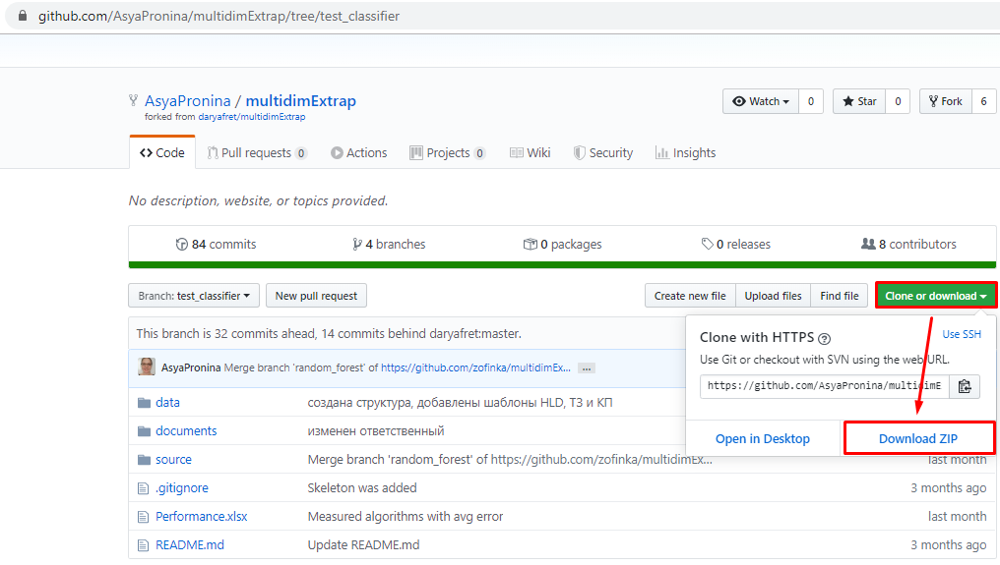 github.com/AsyaPronina/multidimExtrap/tree/test_classifier
AsyaPronina / multidimExtrap
forked from daryafret/multidimExtrap
Watch 0 Star 0 Fork 6
Code Pull requests 0 Actions Projects 0 Wiki Security Insights
No description, website, or topics provided.
84 commits 4 branches 0 packages 0 releases 8 contributors
Branch: test_classifier New pull request Create new file Upload files Find file Clone or download
This branch is 32 commits ahead, 14 commits behind daryafret:master.
Clone with HTTPS ? Use SSH
Use Git or checkout with SVN using the web URL.
https://github.com/AsyaPronina/multidimE
Open in Desktop Download ZIP
AsyaPronina Merge branch 'random_forest' of https://github.com/zofinka/multidimEx... ...
data создана структура, добавлены шаблоны HLD, ТЗ и КП
documents изменен ответственный
source Merge branch 'random_forest' of https://github.com/zofinka/multidimEx... last month
.gitignore Skeleton was added 3 months ago
Performance.xlsx Measured algorithms with avg error last month
README.md Update README.md 3 months ago